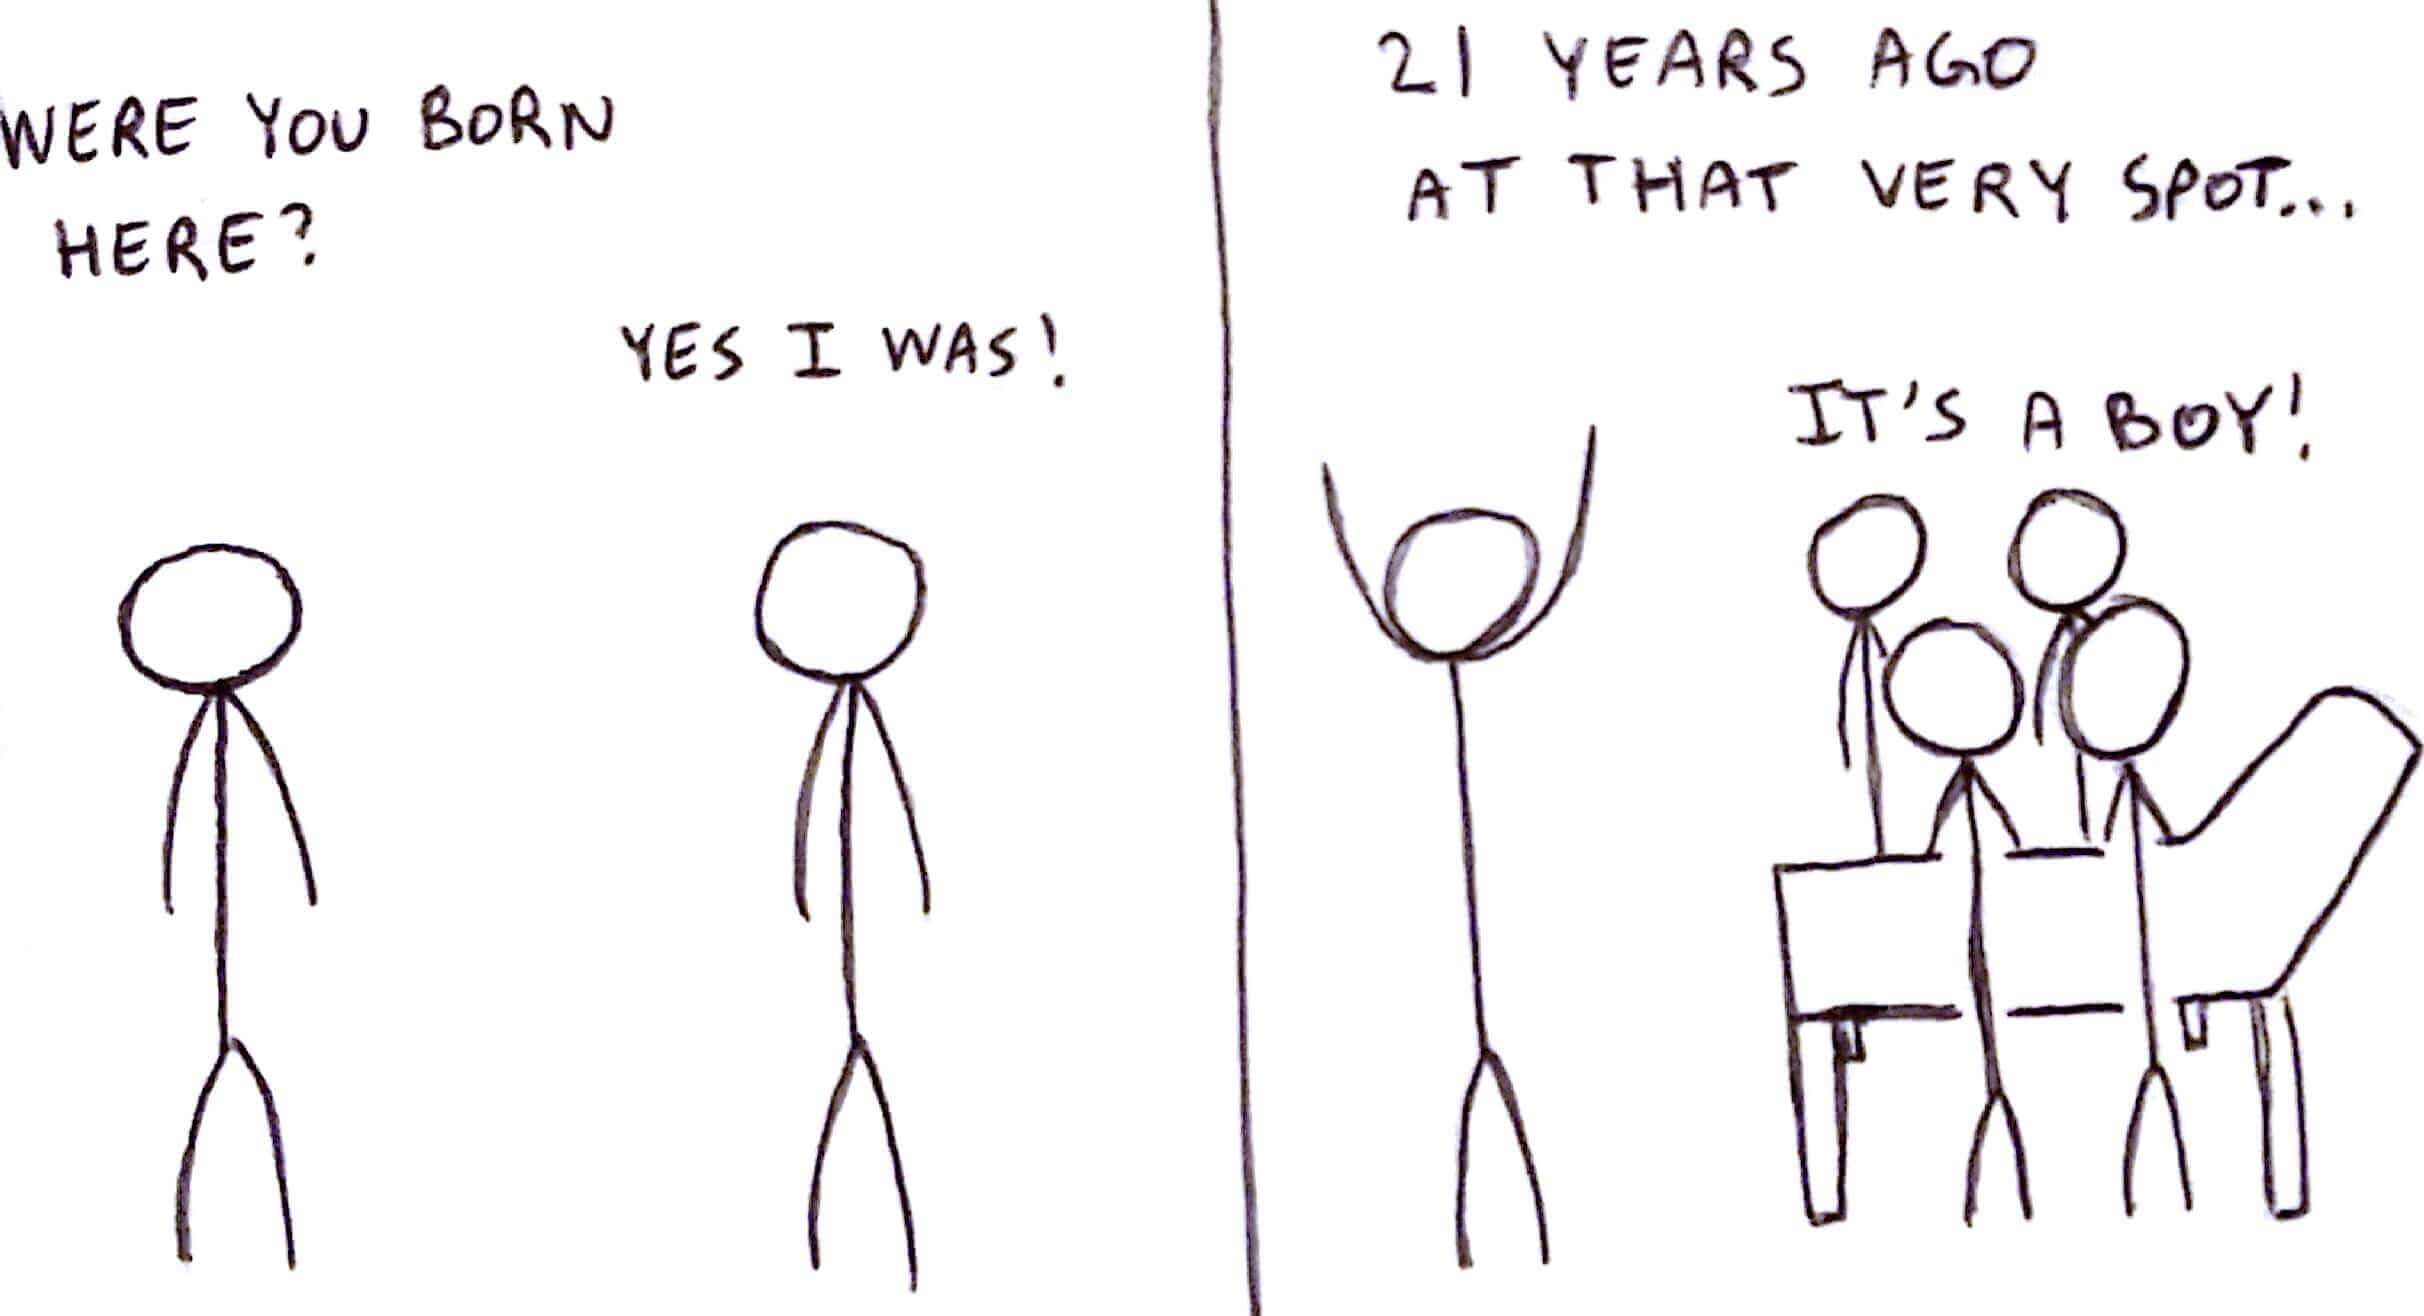 WERE YOU BORN
HERE?
YES I WAS!
21 YEARS AGO
AT THAT VERY SPOT...
IT'S A BOY!